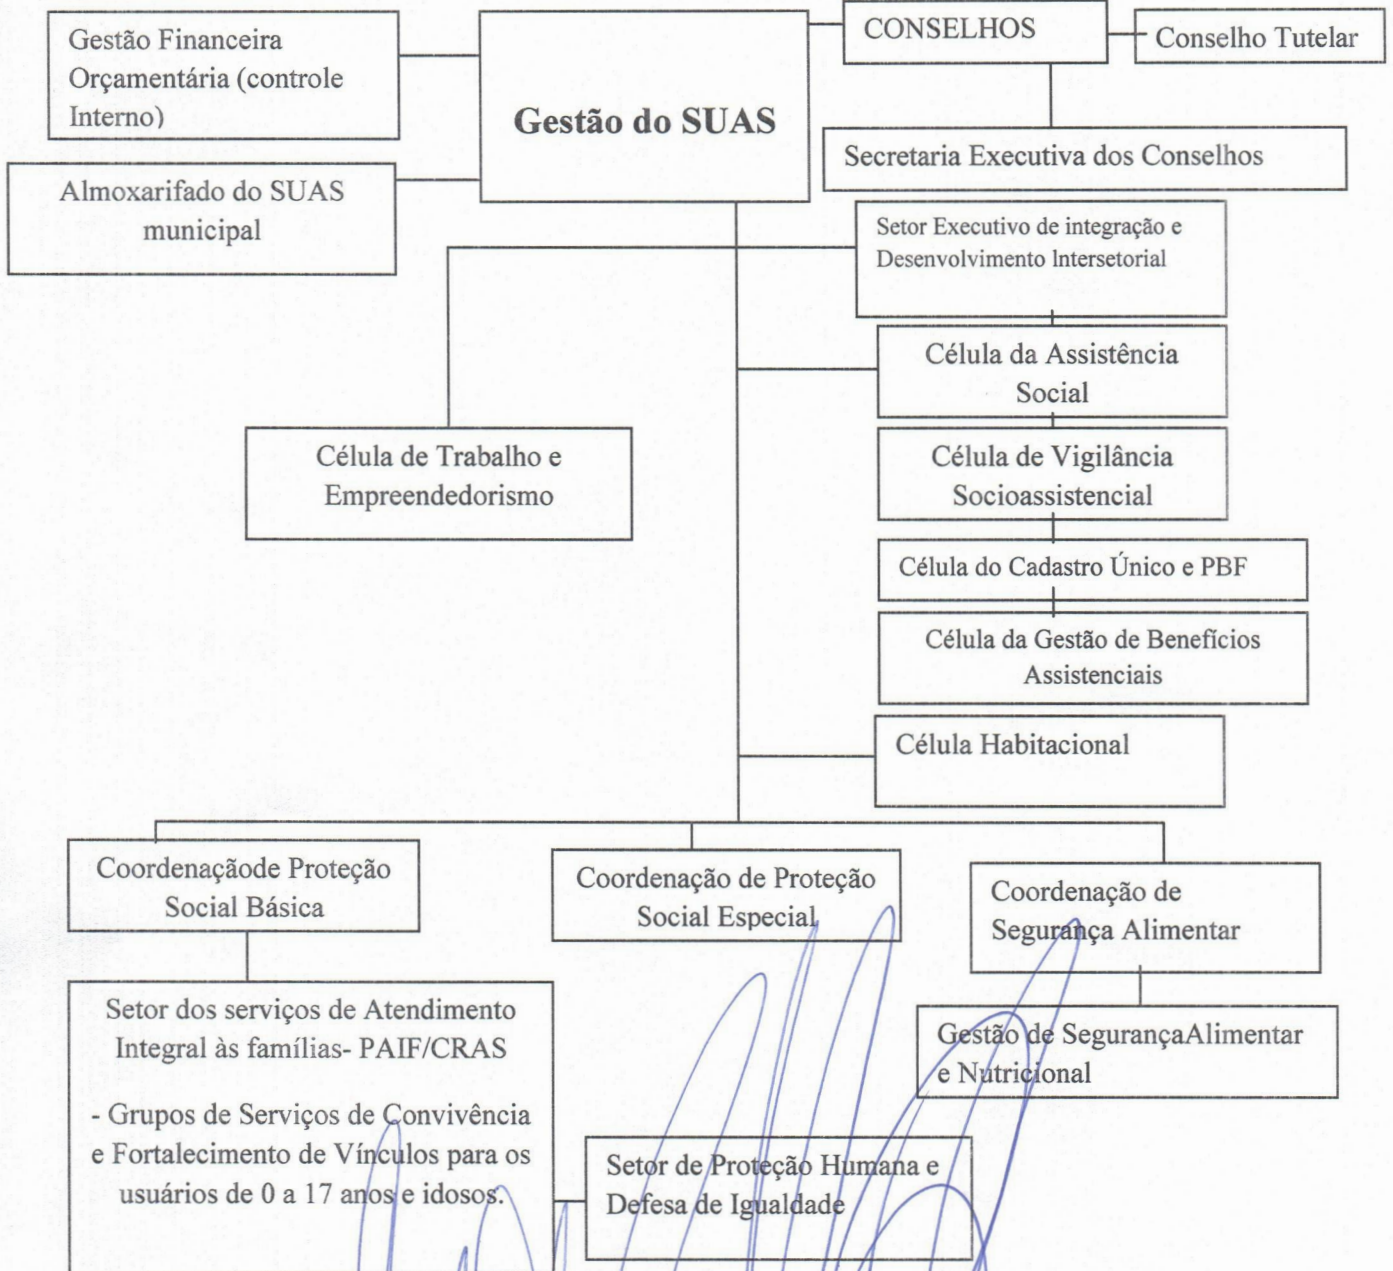 Gestão Financeira
Orçamentária (controle
Interno)
Almoxarifado do SUAS
municipal
Gestão do SUAS
CONSELHOS
Conselho Tutelar
Secretaria Executiva dos Conselhos
Setor Executivo de integração e
Desenvolvimento Intersetorial
Célula da Assistência
Social
Célula de Trabalho e
Empreendedorismo
Célula de Vigilância
Socioassistencial
Célula do Cadastro Único e PBF
Célula da Gestão de Benefícios
Assistenciais
Célula Habitacional
Coordenaçãode Proteção
Social Básica
Coordenação de Proteção
Social Especial
Coordenação de
Segurança Alimentar
Setor dos serviços de Atendimento
Integral às famílias- PAIF/CRAS
- Grupos de Serviços de Convivência
e Fortalecimento de Vínculos para os
usuários de 0 a 17 anos e idosos.
Gestão de SegurançaAlimentar
e Nutricional
Setor de Proteção Humana e
Defesa de Igualdade